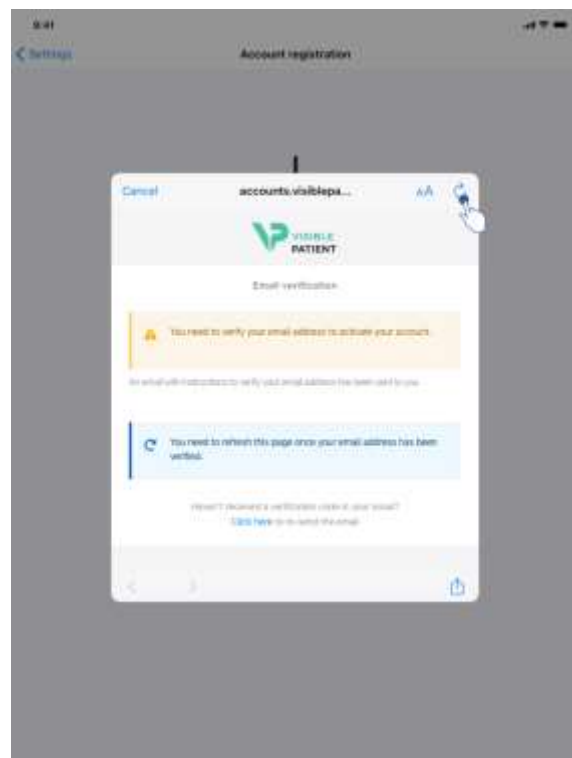 9:41
Settings
Account registration
Cancel
accounts.visiblepa...
AA
VISIBLE
PATIENT
Email verification
You need to verify your email address to activate your account.
An email with instructions to verify your email address has been sent to you.
You need to refresh this page once your email address has been
verified.
Haven't received a verification code in your email?
Click here to re-send the email.